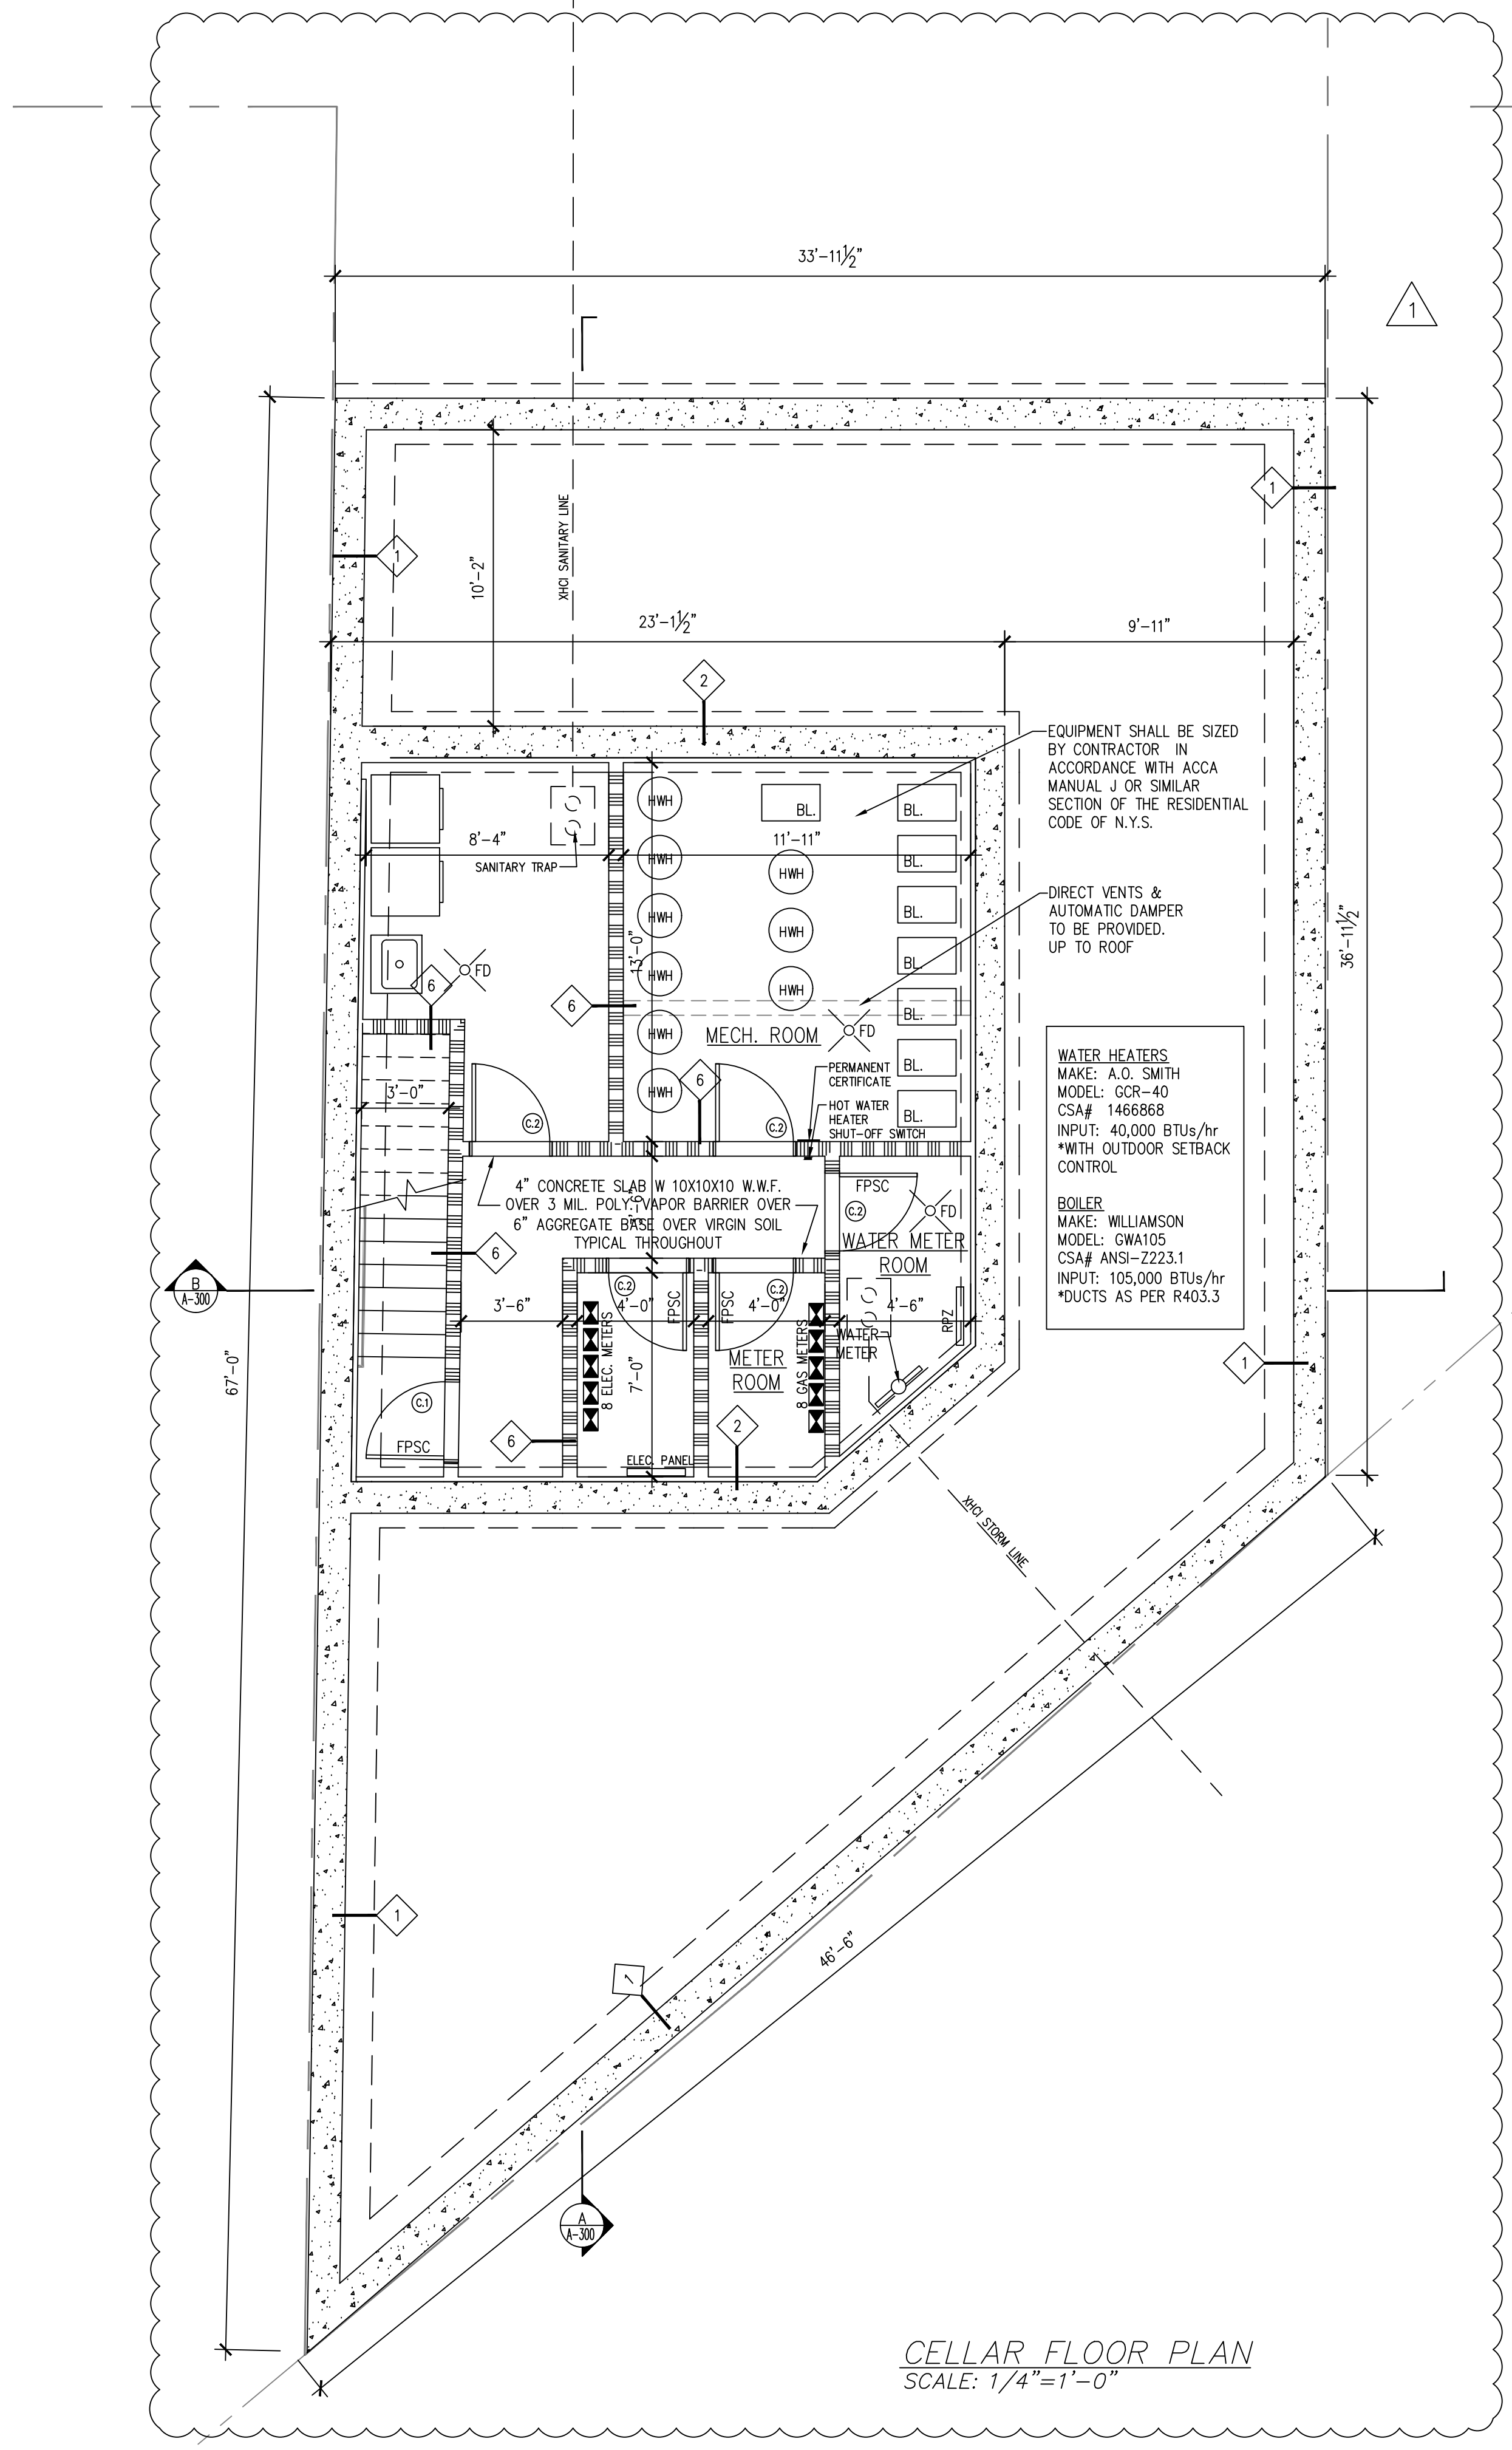 33'-11½"
1
1
1
10'-2"
XHCI SANITARY LINE
23'-1½"
9'-11"
2
EQUIPMENT SHALL BE SIZED
BY CONTRACTOR IN
ACCORDANCE WITH ACCA
MANUAL J OR SIMILAR
SECTION OF THE RESIDENTIAL
CODE OF N.Y.S.
HWH
BL.
BL.
8'-4"
11'-11"
SANITARY TRAP
HWH
BL.
HWH
HWH
BL.
DIRECT VENTS &
AUTOMATIC DAMPER
TO BE PROVIDED.
UP TO ROOF
HWH
36'-11½"
13'-0"
HWH
BL.
FD
6
HWH
6
BL.
HWH
MECH. ROOM
FD
BL.
HWH
6
PERMANENT
CERTIFICATE
BL.
3'-0"
HOT WATER
HEATER
SHUT-OFF SWITCH
BL.
C.2
C.2
WATER HEATERS
MAKE: A.O. SMITH
MODEL: GCR-40
CSA# 1466868
INPUT: 40,000 BTUs/hr
*WITH OUTDOOR SETBACK
CONTROL
BOILER
MAKE: WILLIAMSON
MODEL: GWA105
CSA# ANSI-Z223.1
INPUT: 105,000 BTUs/hr
*DUCTS AS PER R403.3
4" CONCRETE SLAB W 10X10X10 W.W.F.
OVER 3 MIL. POLY. VAPOR BARRIER OVER
6" AGGREGATE BASE OVER VIRGIN SOIL
TYPICAL THROUGHOUT
FPSC
C.2
FD
WATER METER
ROOM
6
B
A-300
C.2
C.2
3'-6"
4'-0"
FPSC
FPSC
4'-0"
4'-6"
RPZ
WATER
METER
8 ELEC. METERS
7'-0"
METER
ROOM
8 GAS METERS
1
67'-0"
C.1
FPSC
6
2
ELEC. PANEL
XHCI STORM LINE
1
1
46'-6"
A
A-300
CELLAR FLOOR PLAN
SCALE: 1/4"=1'-0"